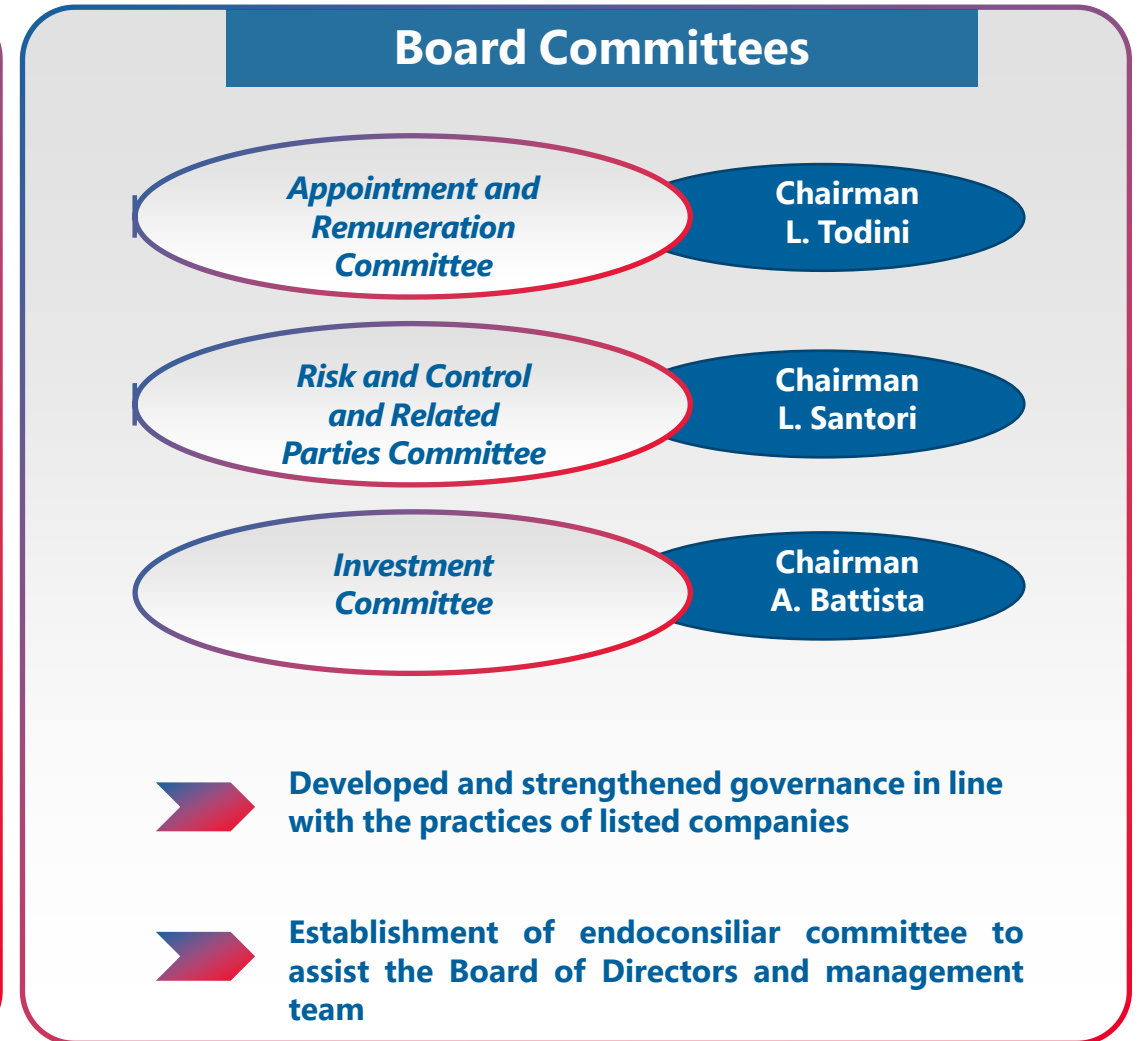 Board Committees
Appointment and
Remuneration
Committee
Chairman
L. Todini
Risk and Control
and Related
Parties Committee
Chairman
L. Santori
Investment
Committee
Chairman
A. Battista
Developed and strengthened governance in line
with the practices of listed companies
Establishment of endoconsiliar committee to
assist the Board of Directors and management
team